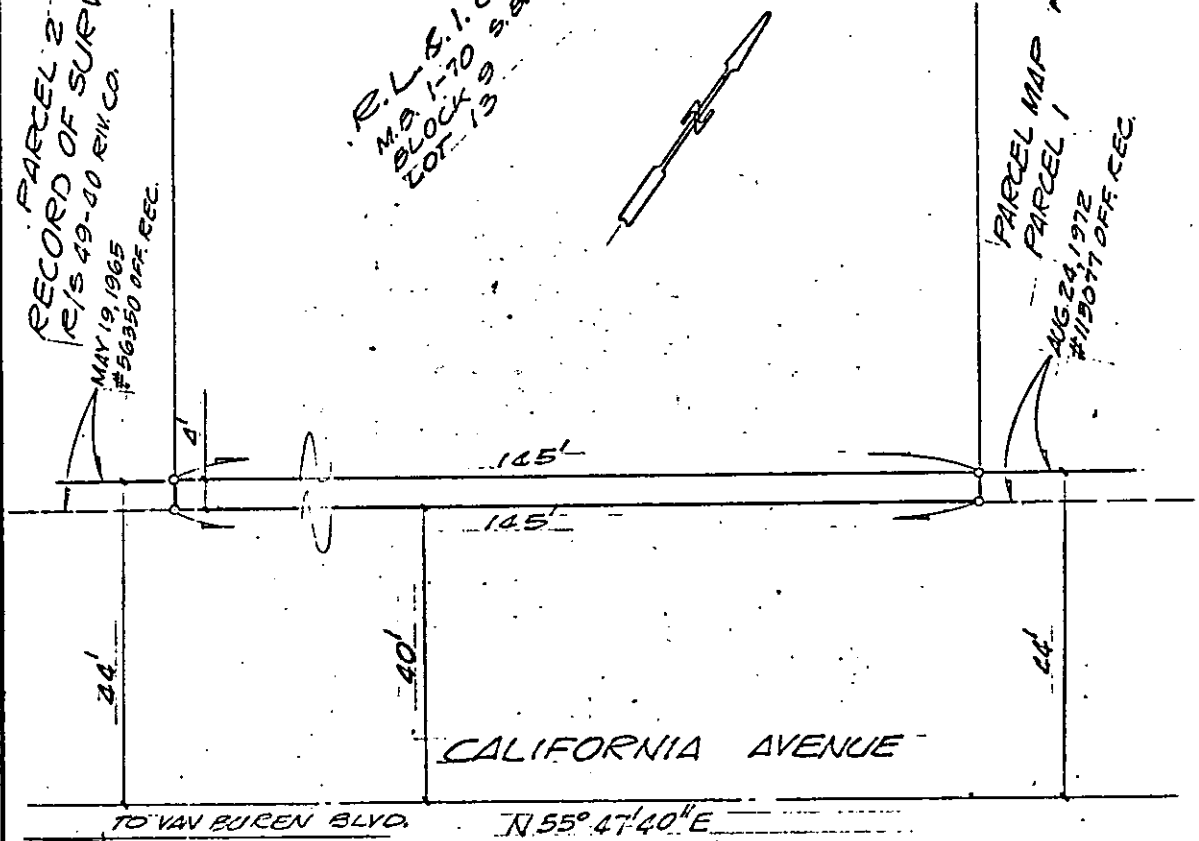 PARCEL 2
RECORD OF SURV
R/S 49-40 RIV. CO.
MAY 19, 1965
#56350 OFF. REC.
M.B. 1-70
BLOCK 9
LOT 13
N
PARCEL MAP
PARCEL 1
AUG. 24, 1972
OFF. REC.
4'
145'
145'
44'
40'
44'
CALIFORNIA AVENUE
TO VAN BUREN BLVD.
N 55° 47' 40" E